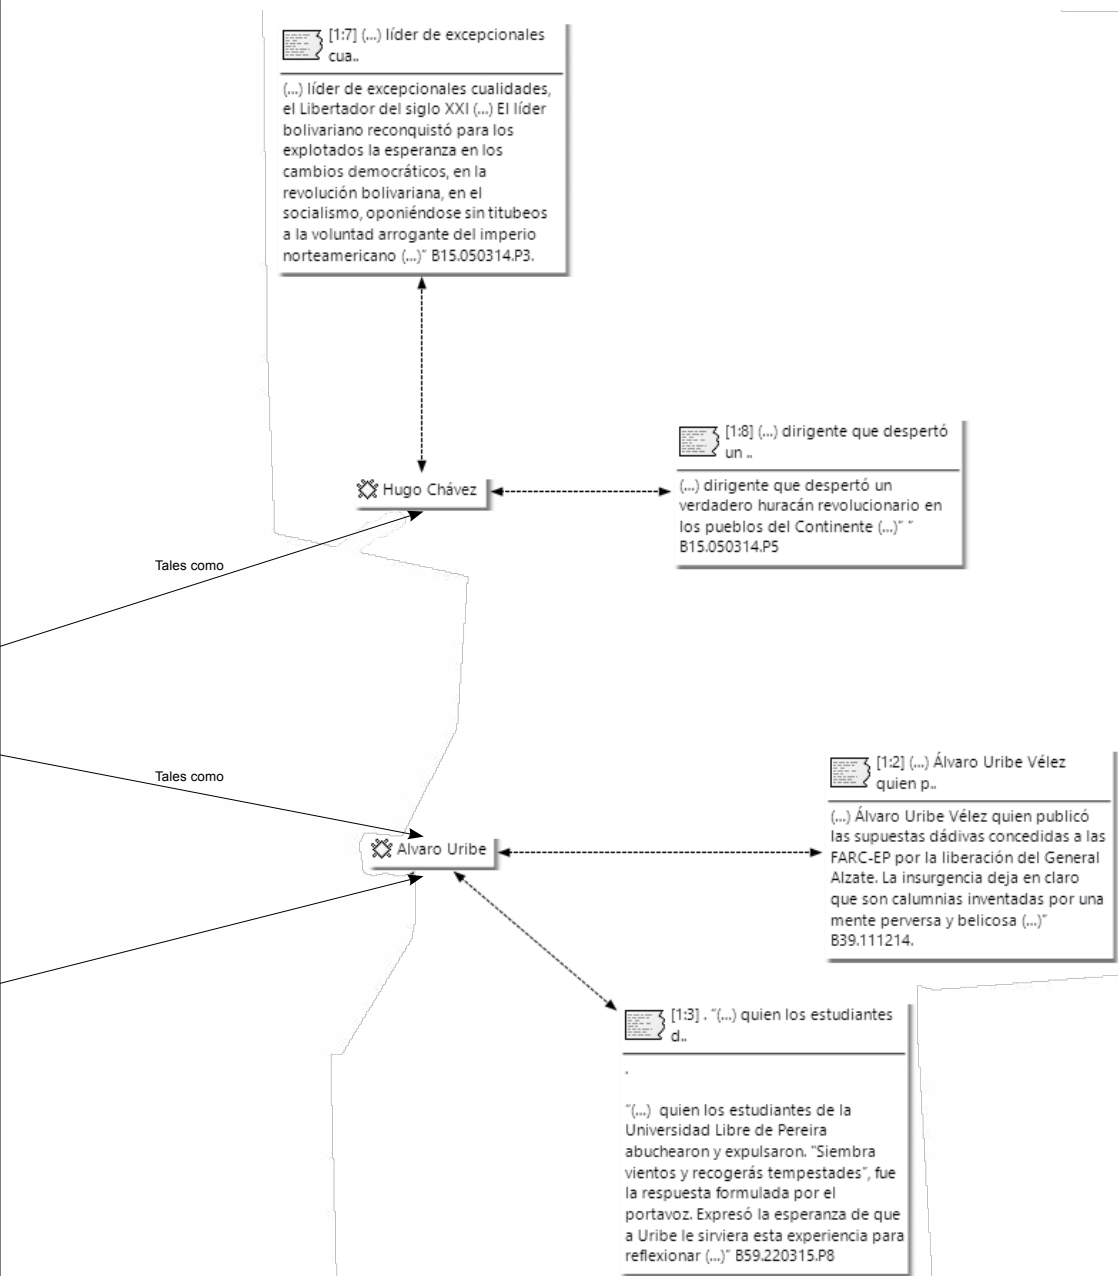 [1:7] (...) líder de excepcionales
cua..
(...) líder de excepcionales cualidades,
el Libertador del siglo XXI (...) El líder
bolivariano reconquistó para los
explotados la esperanza en los
cambios democráticos, en la
revolución bolivariana, en el
socialismo, oponiéndose sin titubeos
a la voluntad arrogante del imperio
norteamericano (...)” B15.050314.P3.
Hugo Chávez
[1:8] (...) dirigente que despertó
un ..
(...) dirigente que despertó un
verdadero huracán revolucionario en
los pueblos del Continente (...)” “
B15.050314.P5
Tales como
Tales como
Alvaro Uribe
[1:2] (...) Álvaro Uribe Vélez
quien p..
(...) Álvaro Uribe Vélez quien publicó
las supuestas dádivas concedidas a las
FARC-EP por la liberación del General
Alzate. La insurgencia deja en claro
que son calumnias inventadas por una
mente perversa y belicosa (...)”
B39.111214.
[1:3] . “(...) quien los estudiantes
d..
.
“(...) quien los estudiantes de la
Universidad Libre de Pereira
abuchearon y expulsaron. “Siembra
vientos y recogerás tempestades”, fue
la respuesta formulada por el
portavoz. Expresó la esperanza de que
a Uribe le sirviera esta experiencia para
reflexionar (...)” B59.220315.P8